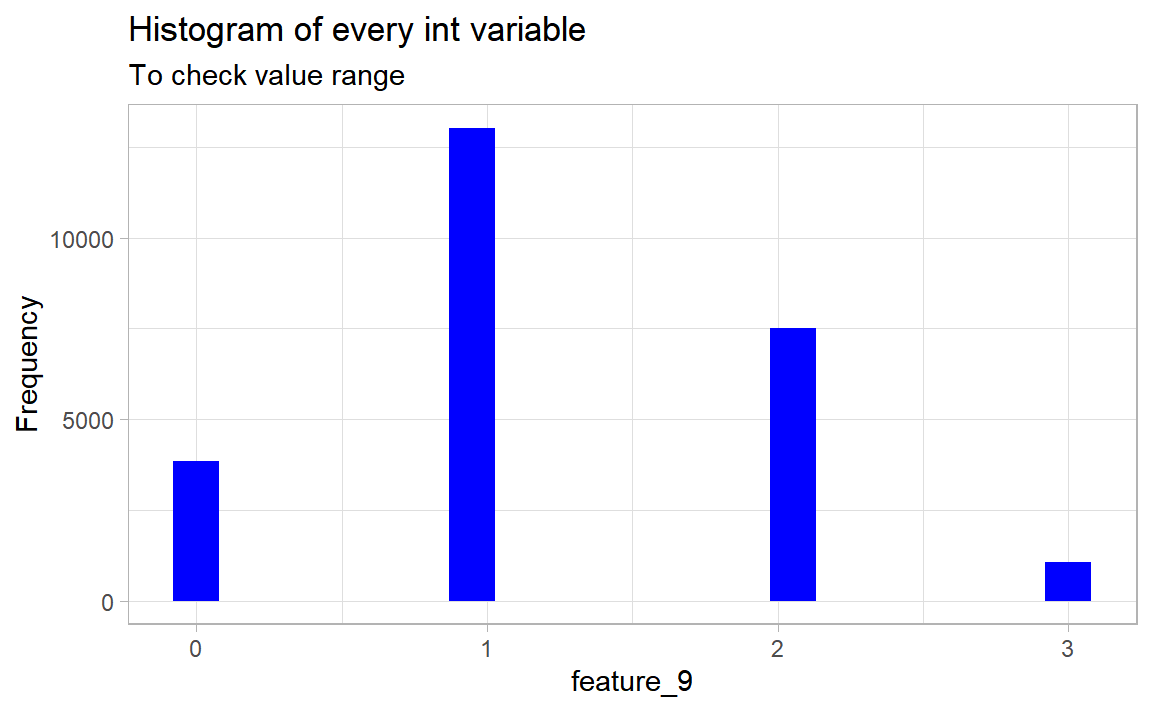 Histogram of every int variable
To check value range
Frequency
10000
5000
0
0 1 2 3
feature_9